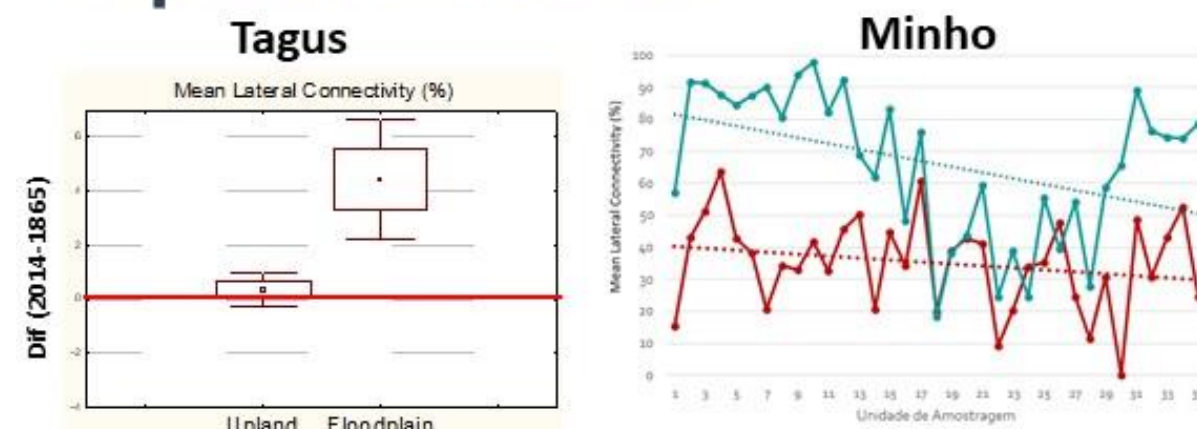 Tagus
Mean Lateral Connectivity (%)
Dif (2014-1865)
6
4
2
0
-2
-4
Upland Floodplain
Minho
Mean Lateral Connectivity (%)
100
90
80
70
60
50
40
30
20
10
0
1 3 5 7 9 11 13 15 17 19 21 23 25 27 29 31 33
Unidade de Amostragem